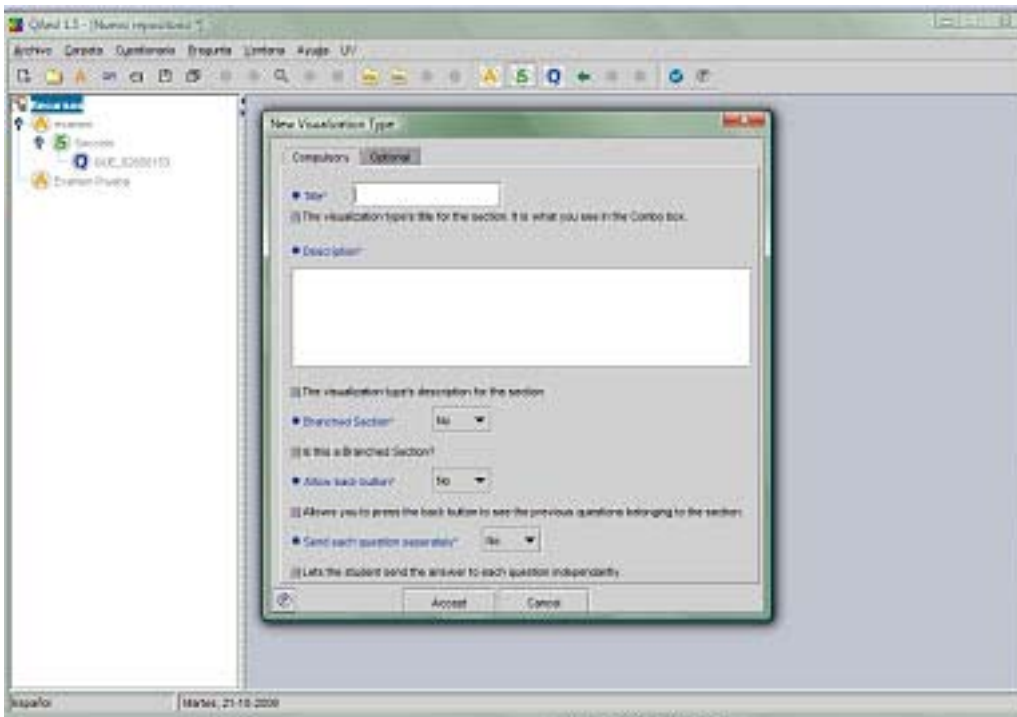 Archivo Carpeta Cuestionario Pregunta Ventana Ayuda UV
Recursos
examen
Seccion
Examen Prueba
New Visualization Type
Compulsory Optional
Title*
The visualization type's title for the section. It is what you see in the Combo box.
Description*
The visualization type's description for the section
Branched Section* No
Is this a Branched Section?
Allow back button* No
Allows you to press the back button to see the previous questions belonging to the section.
Send each question separately* No
Lets the student send the answer to each question independently
Accept Cancel
Español Martes, 21-10-2008